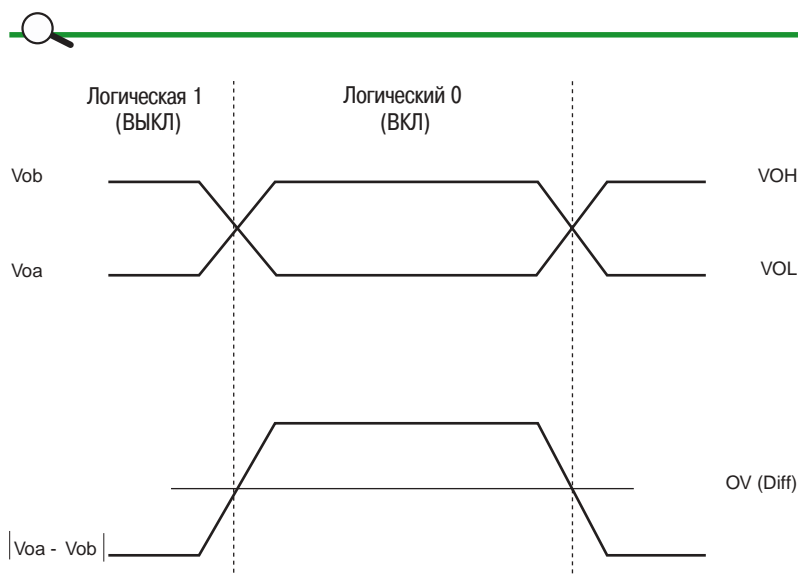 Логическая 1
(ВЫКЛ)
Логический 0
(ВКЛ)
Vob
VOH
Voa
VOL
OV (Diff)
|Voa - Vob|